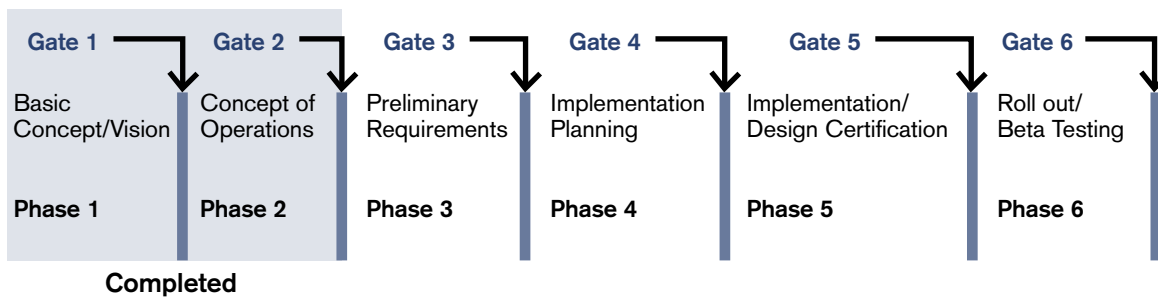 Gate 1 Gate 2 Gate 3 Gate 4 Gate 5 Gate 6
Basic
Concept/Vision
Concept of
Operations
Preliminary
Requirements
Implementation
Planning
Implementation/
Design Certification
Roll out/
Beta Testing
Phase 1 Phase 2 Phase 3 Phase 4 Phase 5 Phase 6
Completed